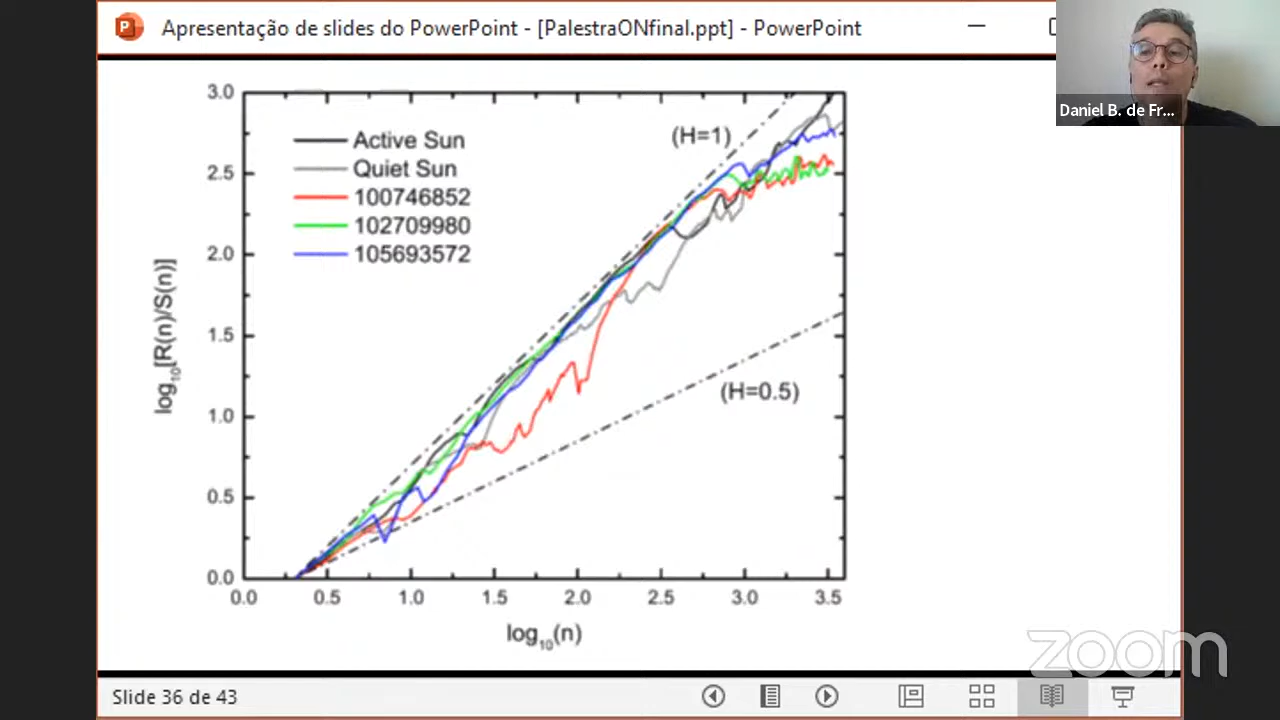 Apresentação de slides do PowerPoint - [PalestraONfinal.ppt] - PowerPoint
Daniel B. de Fr...
3.0
2.5
2.0
1.5
1.0
0.5
0.0
log10[R(n)/S(n)]
Active Sun
Quiet Sun
100746852
102709980
105693572
(H=1)
(H=0.5)
0.0 0.5 1.0 1.5 2.0 2.5 3.0 3.5
log10(n)
zoom
Slide 36 de 43